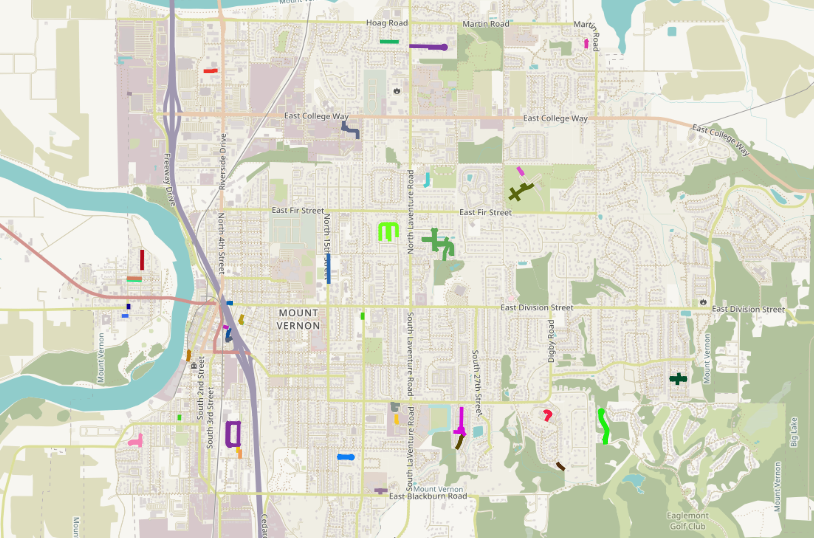 Mount Vernon
Hoag Road
Martin Road
Martin Road
East College Way
East College Way
East College Way
Riverside Drive
Freeway Drive
North Laventure Road
East Fir Street
East Fir Street
North 4th Street
North 15th Street
East Division Street
East Division Street
MOUNT
VERNON
Mount Vernon
Mount Vernon
South Laventure Road
South 27th Street
Digby Road
South 2nd Street
South 3rd Street
South LaVenture Road
Big Lake
Mount Vernon
Mount Vernon
East Blackburn Road
Eaglemont
Golf Club
Cedar
Mount